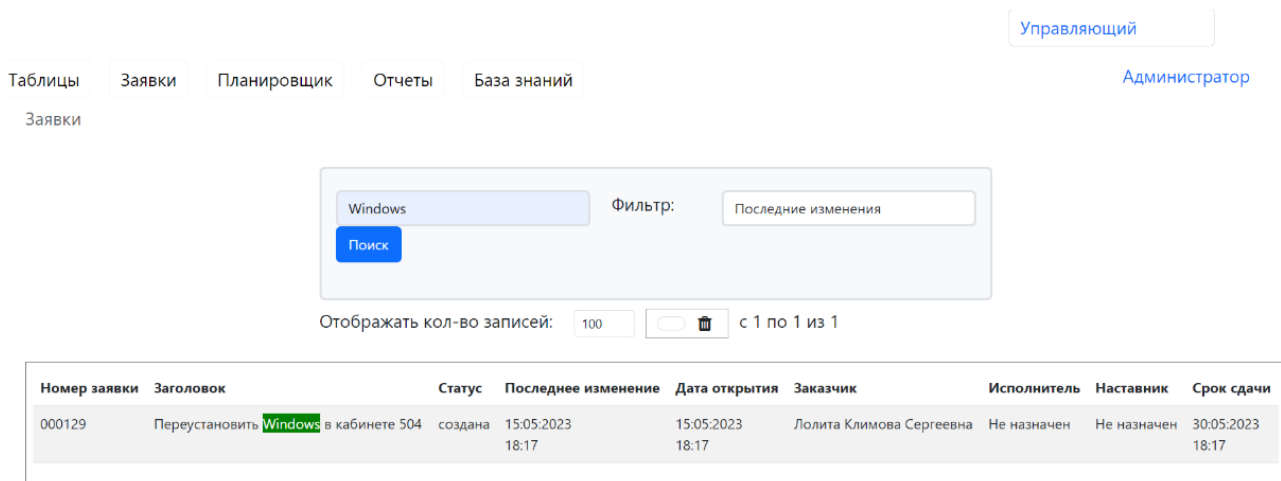 Управляющий
Таблицы Заявки Планировщик Отчеты База знаний Администратор
Заявки
Windows Фильтр: Последние изменения
Поиск
Отображать кол-во записей: 100 с 1 по 1 из 1
Номер заявки Заголовок Статус Последнее изменение Дата открытия Заказчик Исполнитель Наставник Срок сдачи
000129 Переустановить Windows в кабинете 504 создана 15:05:2023 15:05:2023 Лолита Климова Сергеевна Не назначен Не назначен 30:05:2023
18:17 18:17 18:17